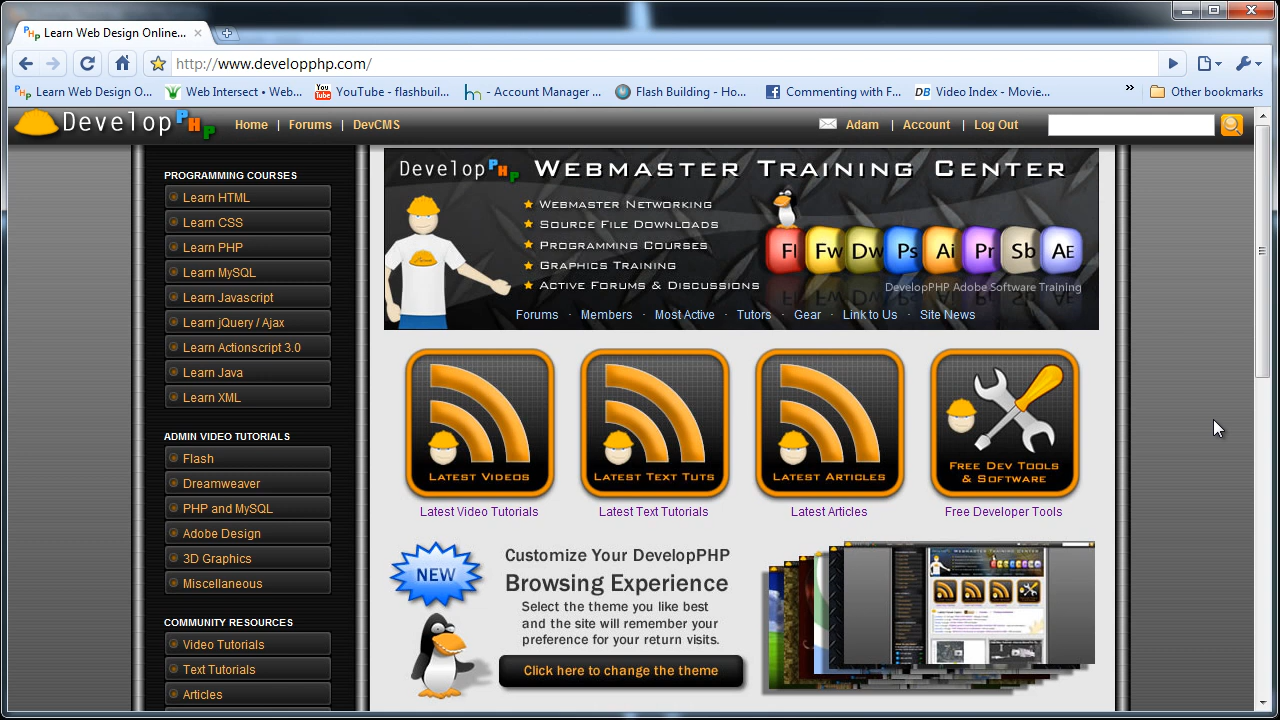 Learn Web Design Online...
http://www.developphp.com/
Learn Web Design O... Web Intersect • Web... YouTube - flashbuil... - Account Manager ... Flash Building - Ho... Commenting with F... Video Index - Movie... » Other bookmarks
Develop PHP Home | Forums | DevCMS Adam | Account | Log Out
PROGRAMMING COURSES
Learn HTML
Learn CSS
Learn PHP
Learn MySQL
Learn Javascript
Learn jQuery / Ajax
Learn Actionscript 3.0
Learn Java
Learn XML
ADMIN VIDEO TUTORIALS
Flash
Dreamweaver
PHP and MySQL
Adobe Design
3D Graphics
Miscellaneous
COMMUNITY RESOURCES
Video Tutorials
Text Tutorials
Articles
Develop PHP Webmaster Training Center
Webmaster Networking
Source File Downloads
Programming Courses
Graphics Training
Active Forums & Discussions
Fl Fw Dw Ps Ai Pr Sb AE
DevelopPHP Adobe Software Training
Forums · Members · Most Active · Tutors · Gear · Link to Us · Site News
Latest Videos
Latest Text Tuts
Latest Articles
Free Dev Tools
& Software
Latest Video Tutorials
Latest Text Tutorials
Latest Articles
Free Developer Tools
NEW
Customize Your DevelopPHP
Browsing Experience
Select the theme you like best
and the site will remember your
preference for your return visits
Click here to change the theme
Webmaster Training Center